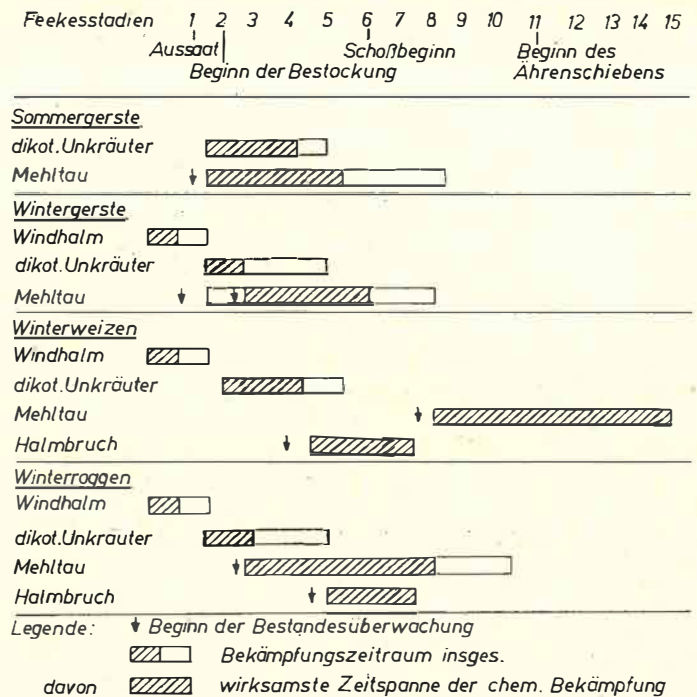 Feekesstadien 1 2 3 4 5 6 7 8 9 10 11 12 13 14 15
Aussaat Schoßbeginn Beginn des
Beginn der Bestockung Ährenschiebens
Sommergerste
dikot. Unkräuter
Mehltau
Wintergerste
Windhalm
dikot. Unkräuter
Mehltau
Winterweizen
Windhalm
dikot. Unkräuter
Mehltau
Halmbruch
Winterroggen
Windhalm
dikot. Unkräuter
Mehltau
Halmbruch
Legende: Beginn der Bestandesüberwachung
Bekämpfungszeitraum insges.
davon wirksamste Zeitspanne der chem. Bekämpfung